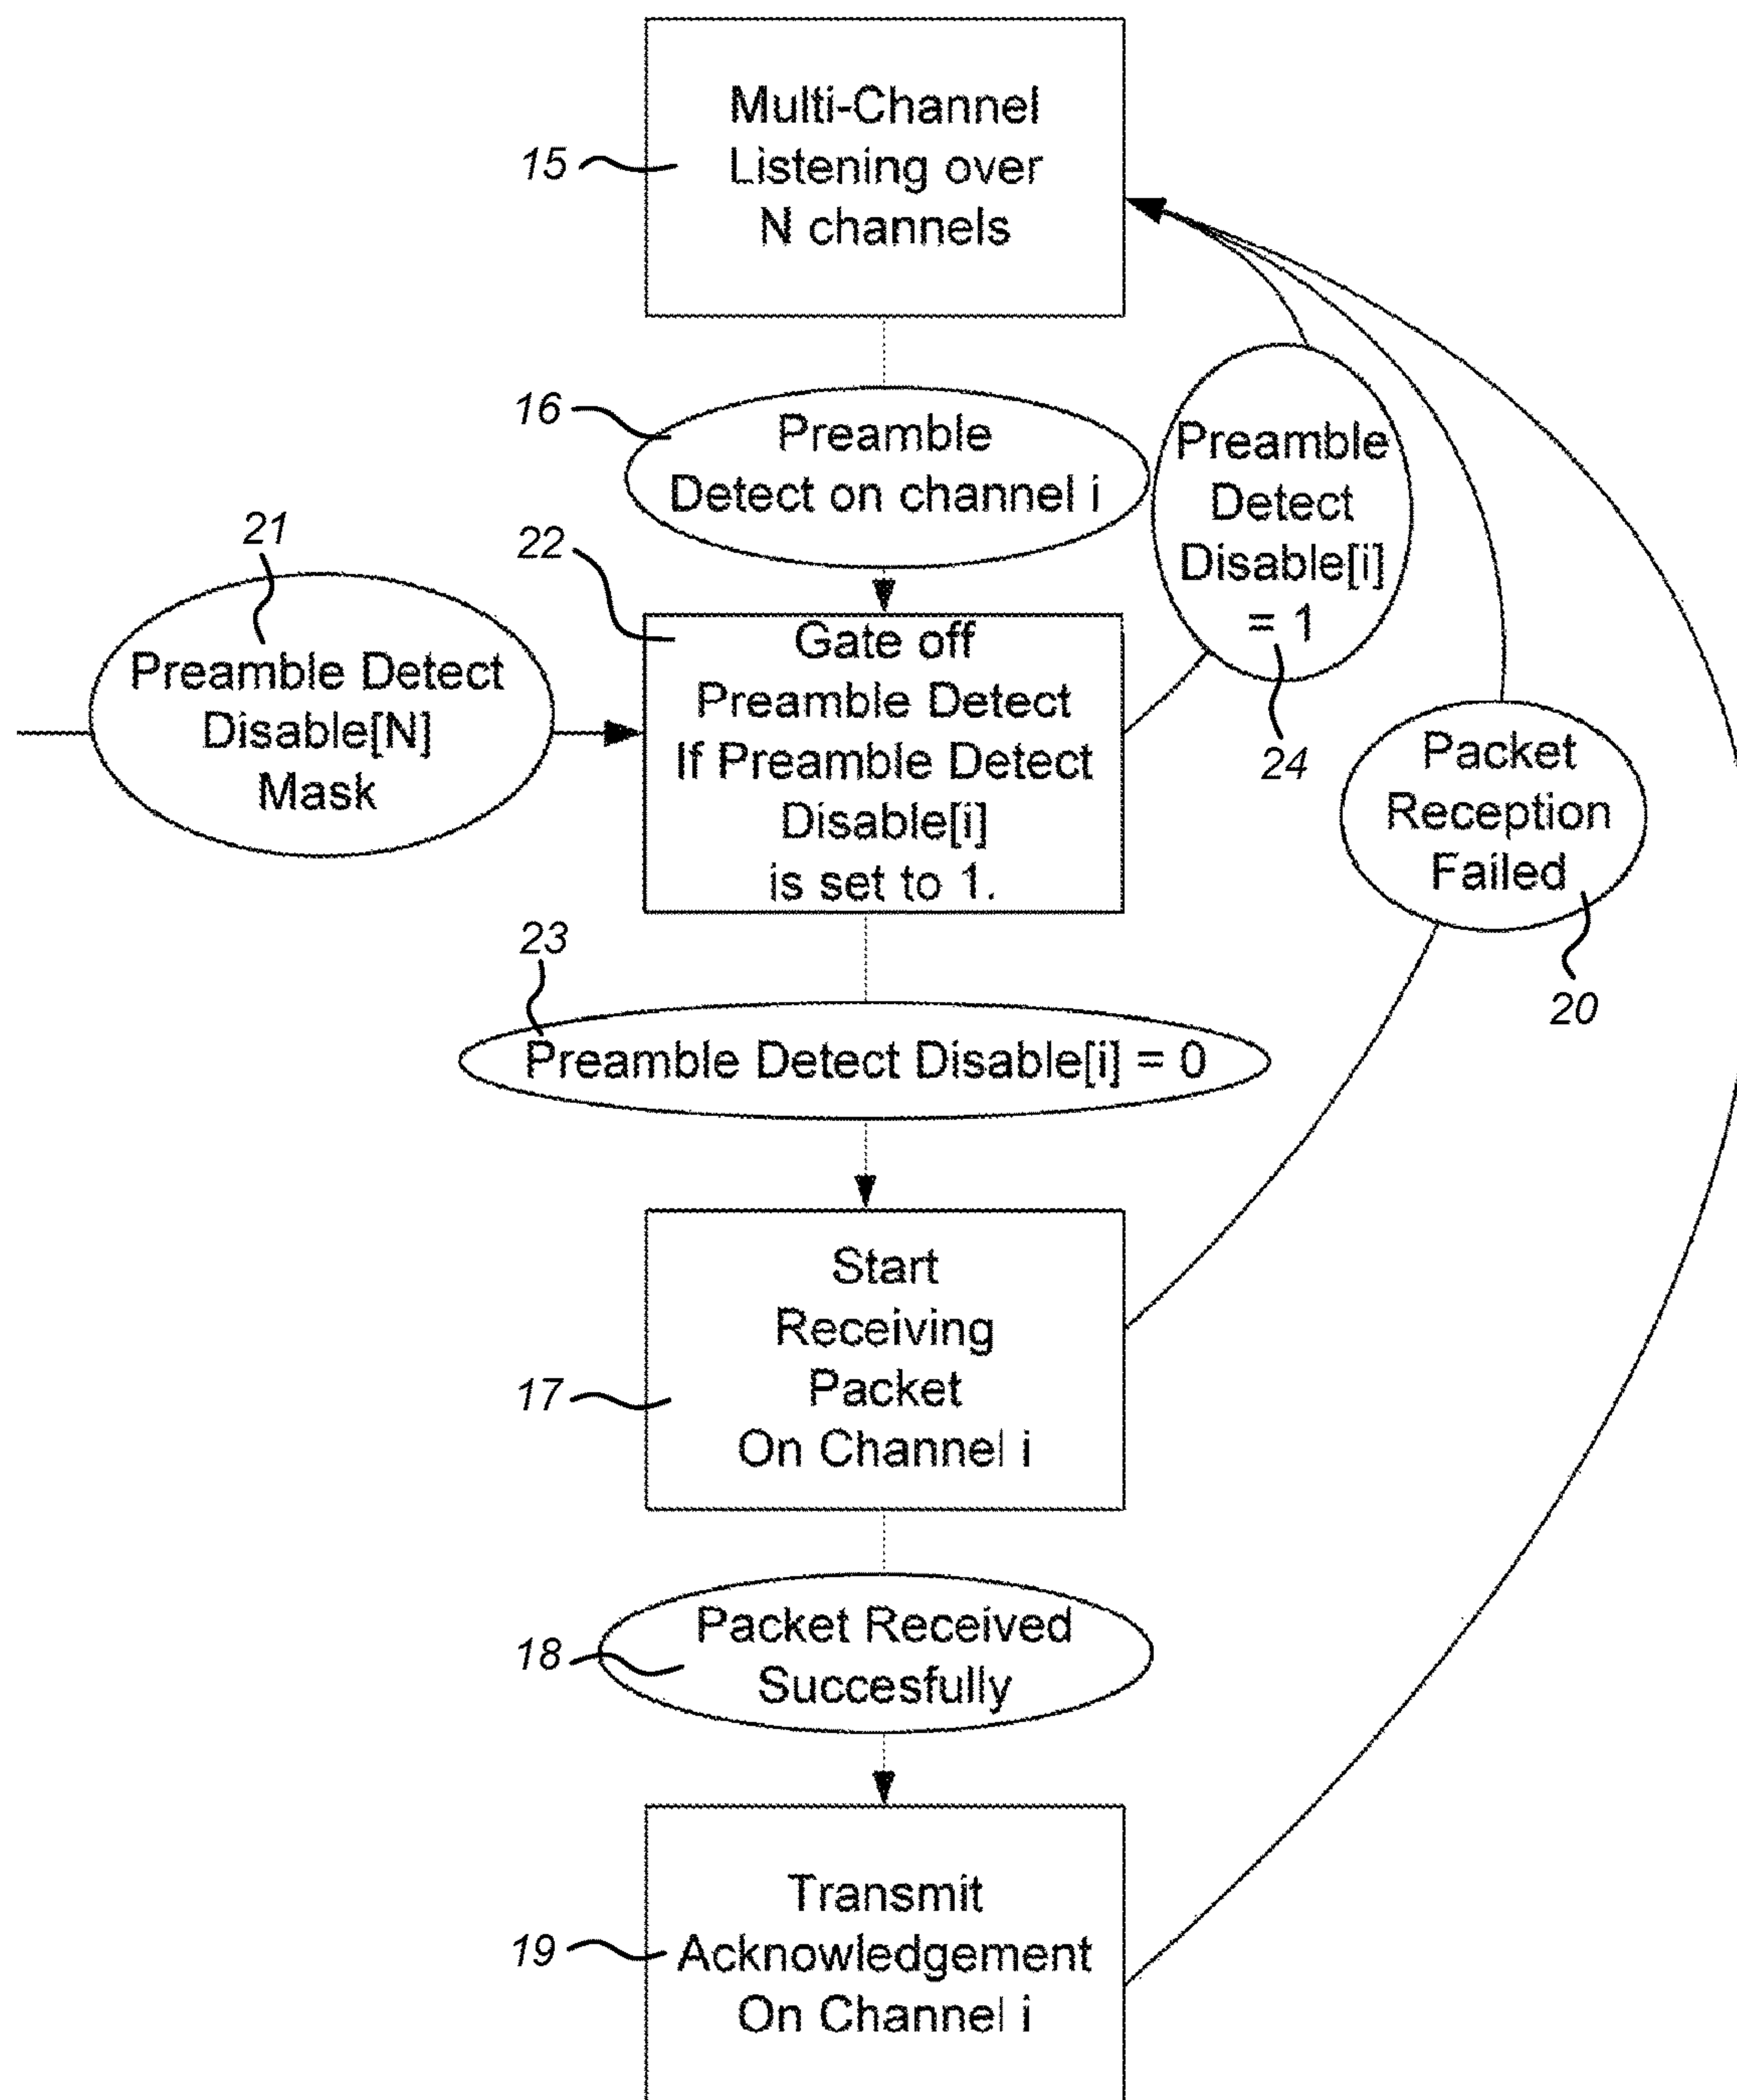 Multi-Channel
Listening over
N channels
15
16
Preamble
Detect on channel i
Preamble
Detect
Disable[i]
= 1
24
21
Preamble Detect
Disable[N]
Mask
22
Gate off
Preamble Detect
If Preamble Detect
Disable[i]
is set to 1.
Packet
Reception
Failed
20
23
Preamble Detect Disable[i] = 0
Start
Receiving
Packet
On Channel i
17
Packet Received
Succesfully
18
Transmit
Acknowledgement
On Channel i
19